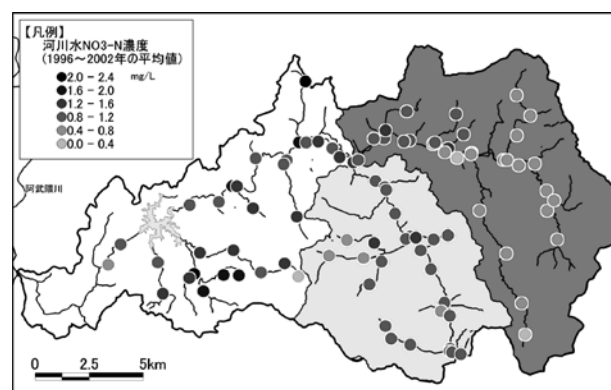 【凡例】
河川水NO3-N濃度
(1996～2002年の平均値)
2.0 - 2.4 mg/L
1.6 - 2.0
1.2 - 1.6
0.8 - 1.2
0.4 - 0.8
0.0 - 0.4
阿武隈川
0 2.5 5km